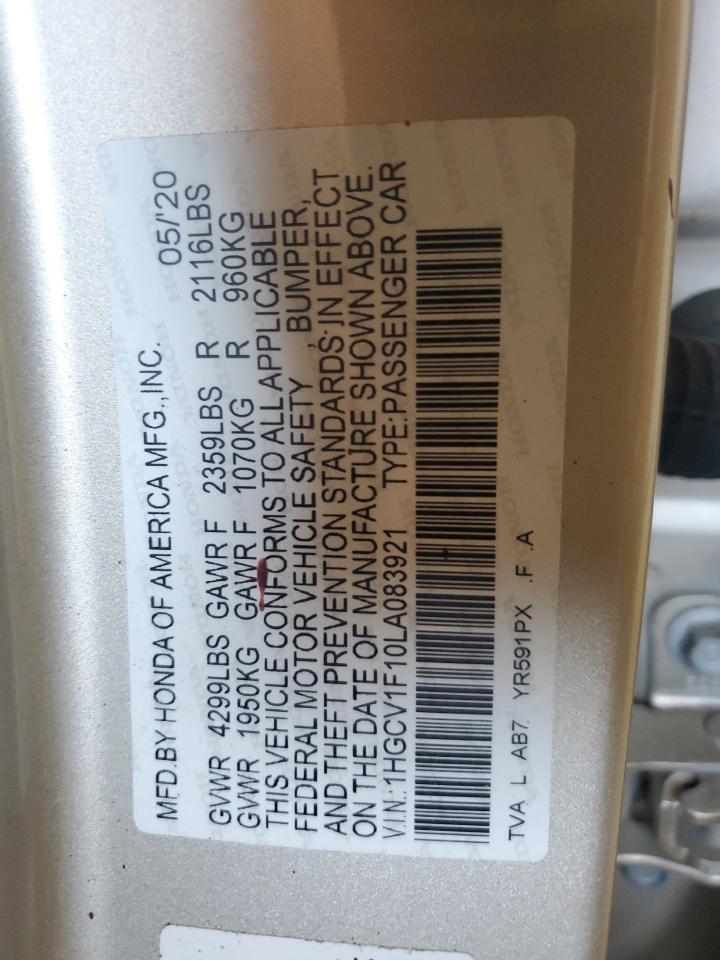 MFD.BY HONDA OF AMERICA MFG.,INC. 05/'20
GVWR 4299LBS GAWR F 2359LBS R 2116LBS
GVWR 1950KG GAWR F 1070KG R 960KG
THIS VEHICLE CONFORMS TO ALL APPLICABLE
FEDERAL MOTOR VEHICLE SAFETY , BUMPER,
AND THEFT PREVENTION STANDARDS IN EFFECT
ON THE DATE OF MANUFACTURE SHOWN ABOVE.
V.I.N.: 1HGCV1F10LA083921 TYPE:PASSENGER CAR
TVA L AB7. YR591PX .F .A